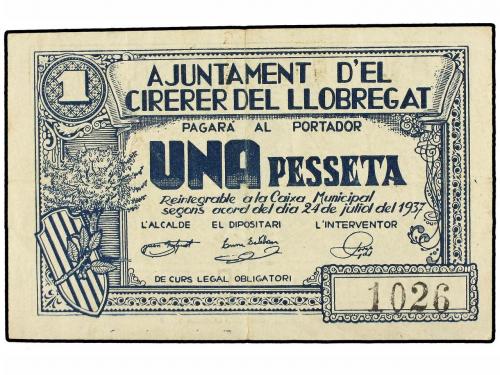 1
AJUNTAMENT D'EL
CIRERER DEL LLOBREGAT
PAGARÀ AL PORTADOR
UNA PESSETA
Reintegrable a la Caixa Municipal
segons acord del dia 24 de juliol del 1937
L'ALCALDE EL DIPOSITARI L'INTERVENTOR
DE CURS LEGAL OBLIGATORI
1026